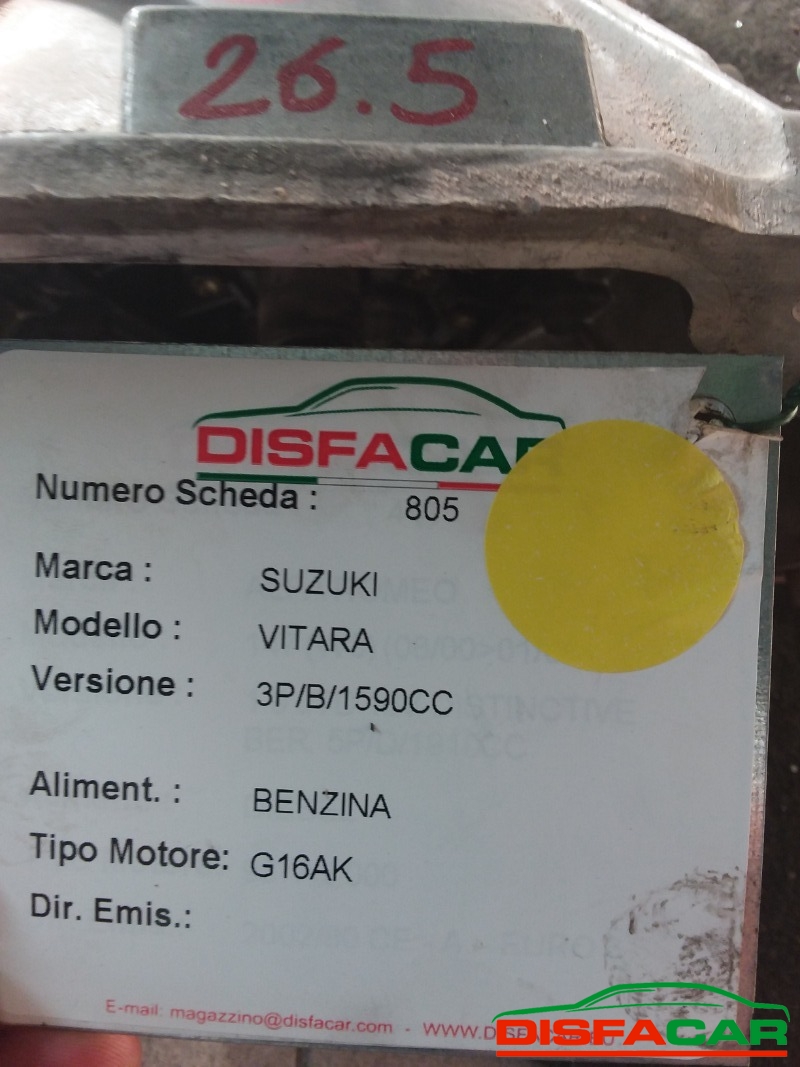 26.5
DISFACAR
Numero Scheda : 805
Marca : SUZUKI
Modello : VITARA
Versione : 3P/B/1590CC
Aliment. : BENZINA
Tipo Motore: G16AK
Dir. Emis.:
E-mail: magazzino@disfacar.com -
DISFACAR